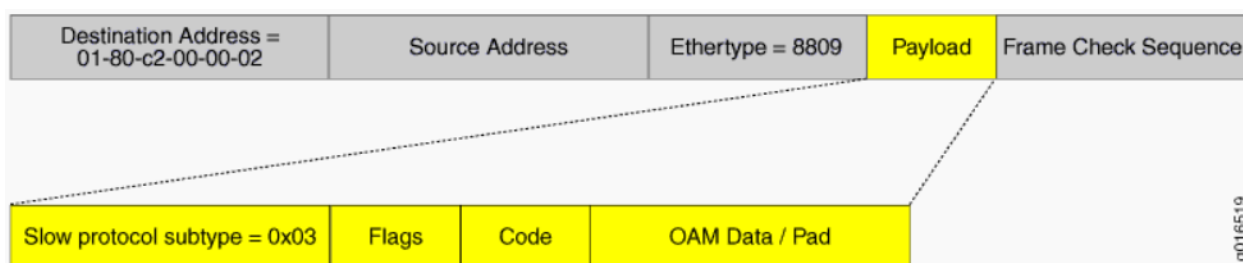 Destination Address =
01-80-c2-00-00-02
Source Address
Ethertype = 8809
Payload
Frame Check Sequence
Slow protocol subtype = 0x03
Flags
Code
OAM Data / Pad
g016519